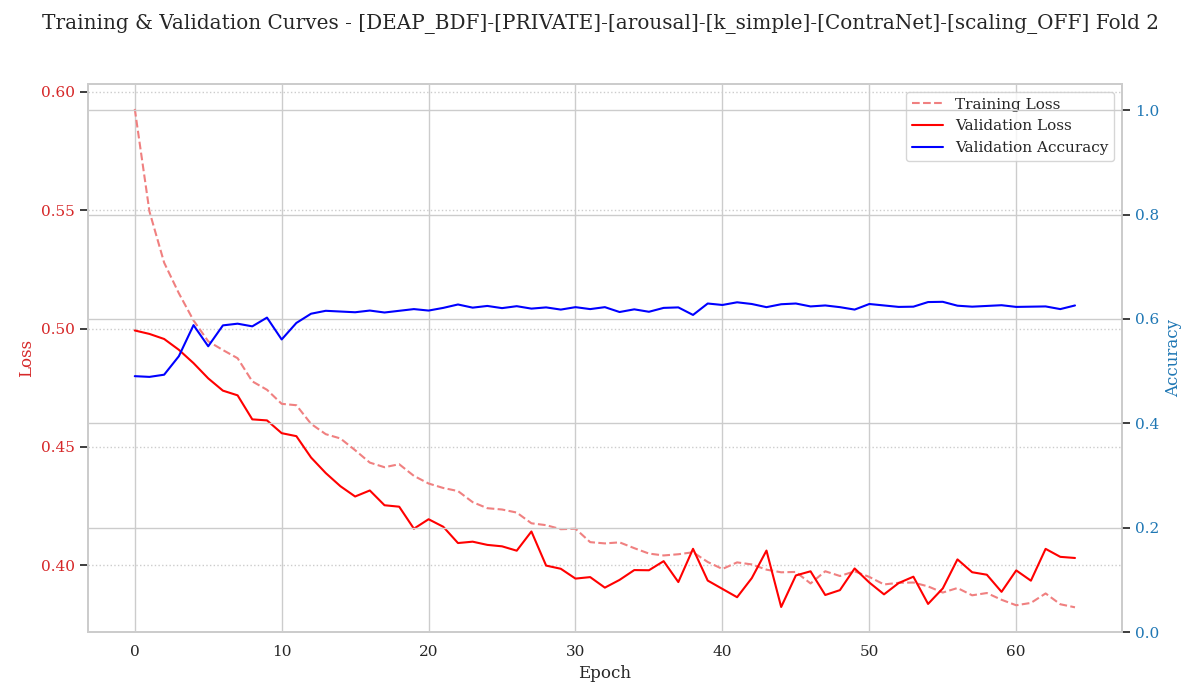 Training & Validation Curves - [DEAP_BDF]-[PRIVATE]-[arousal]-[k_simple]-[ContraNet]-[scaling_OFF] Fold 2
Training Loss
Validation Loss
Validation Accuracy
0.60
0.55
0.50
0.45
0.40
Loss
1.0
0.8
0.6
0.4
0.2
0.0
Accuracy
0 10 20 30 40 50 60
Epoch